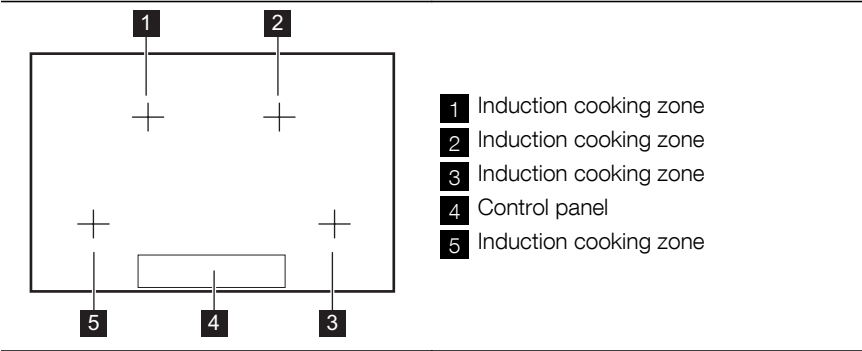 1 2
5 4 3
1 Induction cooking zone
2 Induction cooking zone
3 Induction cooking zone
4 Control panel
5 Induction cooking zone